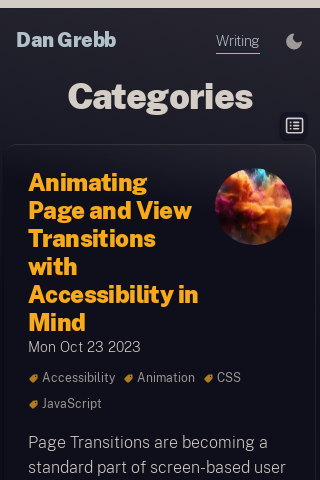 Dan Grebb
Writing
Categories
Animating
Page and View
Transitions
with
Accessibility in
Mind
Mon Oct 23 2023
Accessibility Animation CSS
JavaScript
Page Transitions are becoming a
standard part of screen-based user